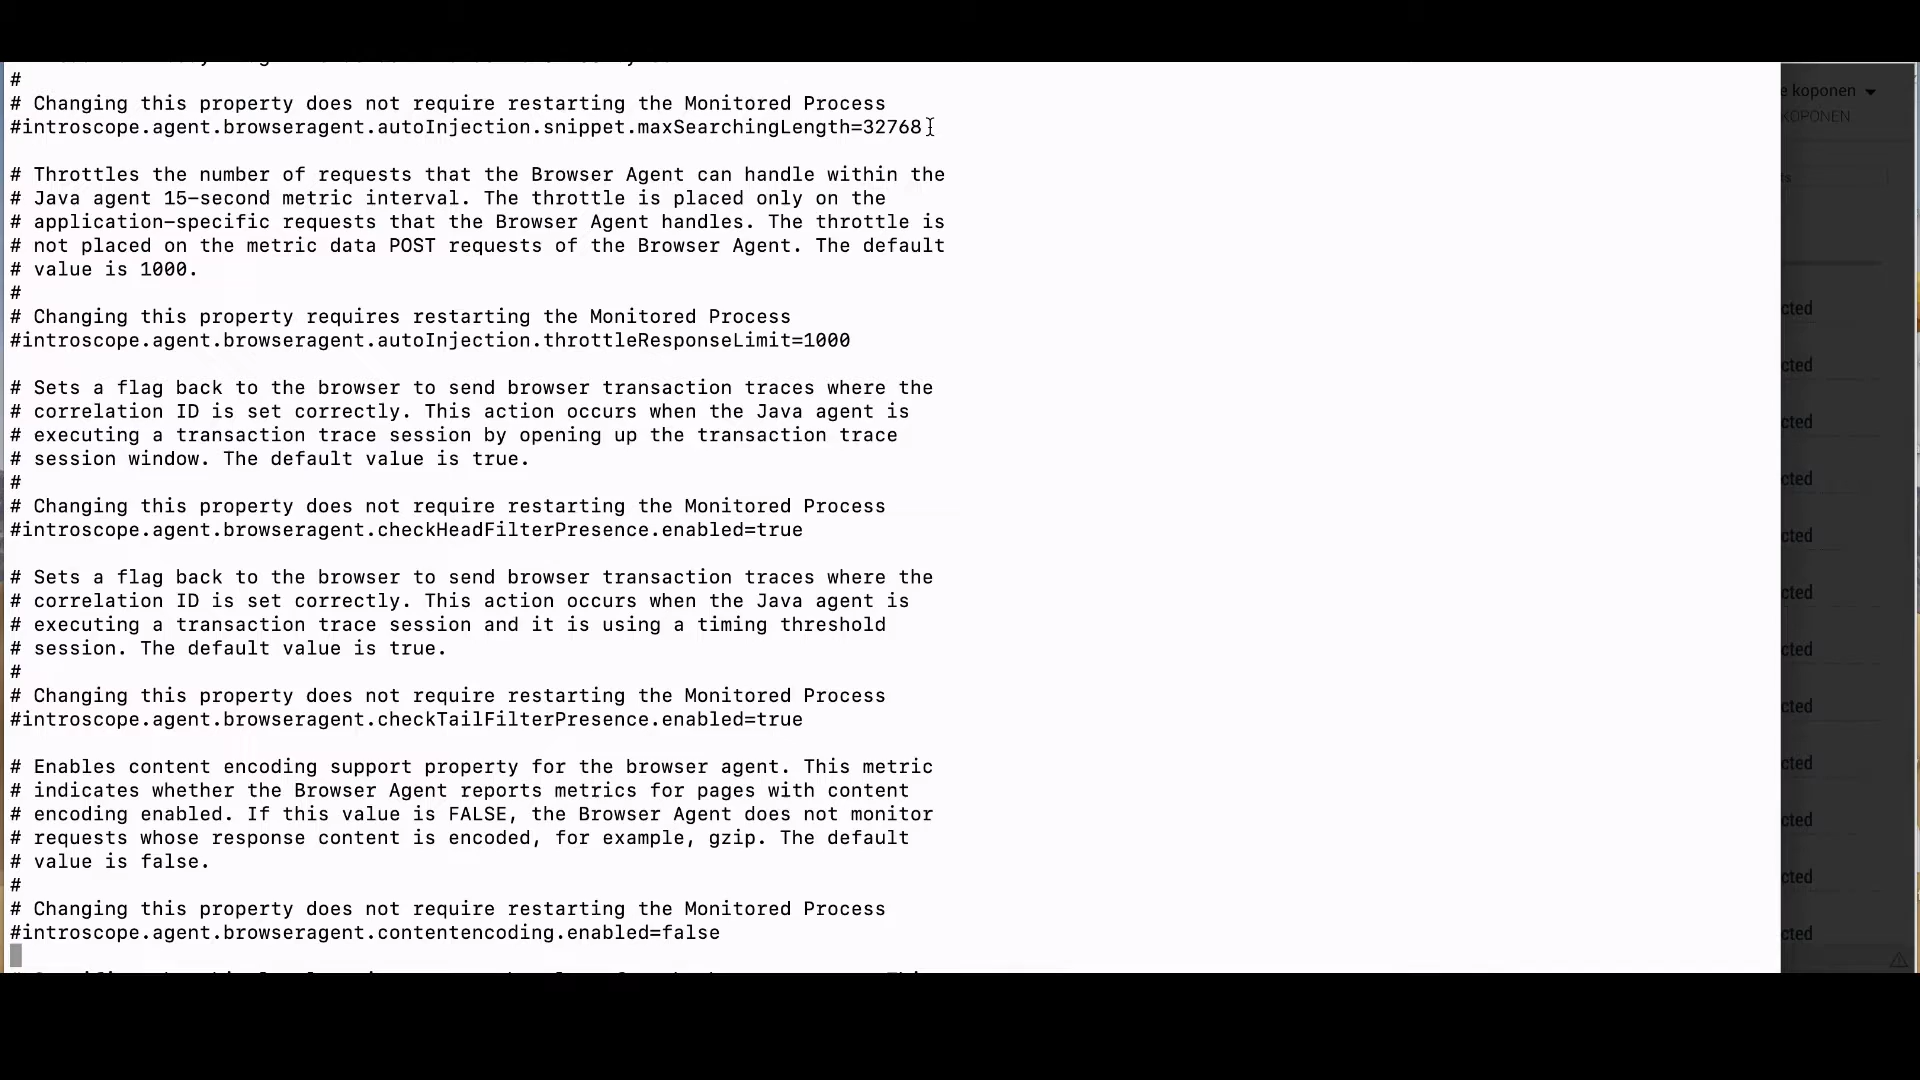 #
# Changing this property does not require restarting the Monitored Process
#introscope.agent.browseragent.autoInjection.snippet.maxSearchingLength=32768
# Throttles the number of requests that the Browser Agent can handle within the
# Java agent 15-second metric interval. The throttle is placed only on the
# application-specific requests that the Browser Agent handles. The throttle is
# not placed on the metric data POST requests of the Browser Agent. The default
# value is 1000.
#
# Changing this property requires restarting the Monitored Process
#introscope.agent.browseragent.autoInjection.throttleResponseLimit=1000
# Sets a flag back to the browser to send browser transaction traces where the
# correlation ID is set correctly. This action occurs when the Java agent is
# executing a transaction trace session by opening up the transaction trace
# session window. The default value is true.
#
# Changing this property does not require restarting the Monitored Process
#introscope.agent.browseragent.checkHeadFilterPresence.enabled=true
# Sets a flag back to the browser to send browser transaction traces where the
# correlation ID is set correctly. This action occurs when the Java agent is
# executing a transaction trace session and it is using a timing threshold
# session. The default value is true.
#
# Changing this property does not require restarting the Monitored Process
#introscope.agent.browseragent.checkTailFilterPresence.enabled=true
# Enables content encoding support property for the browser agent. This metric
# indicates whether the Browser Agent reports metrics for pages with content
# encoding enabled. If this value is FALSE, the Browser Agent does not monitor
# requests whose response content is encoded, for example, gzip. The default
# value is false.
#
# Changing this property does not require restarting the Monitored Process
#introscope.agent.browseragent.contentencoding.enabled=false
e koponen
KOPONEN
ts
cted
cted
cted
cted
cted
cted
cted
cted
cted
cted
cted
cted